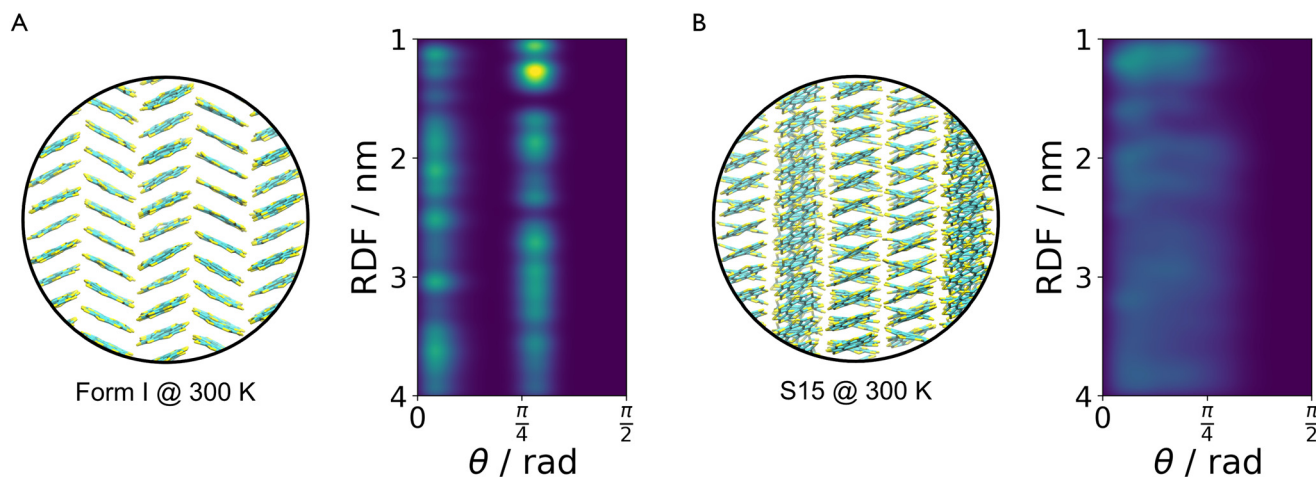 A
B
1
2
3
4
RDF / nm
0
π/4
π/2
θ / rad
Form I @ 300 K
1
2
3
4
RDF / nm
0
π/4
π/2
θ / rad
S15 @ 300 K